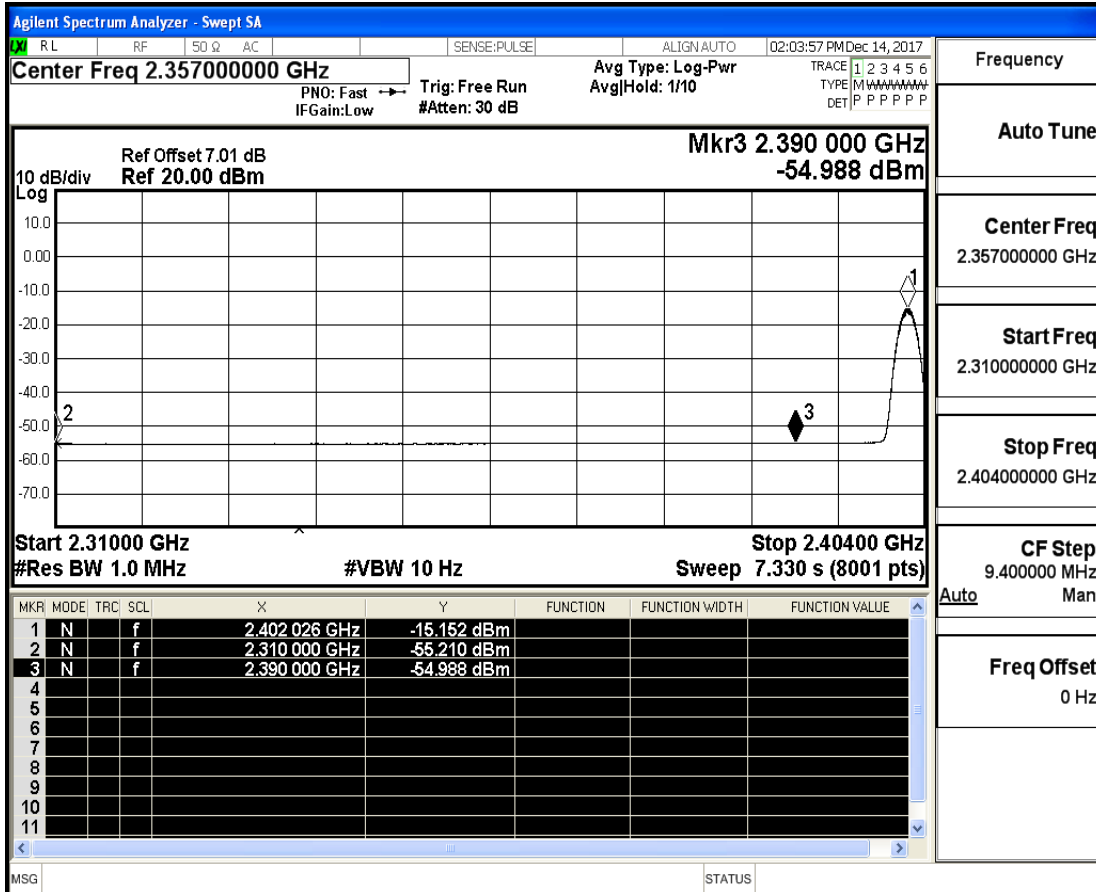 Agilent Spectrum Analyzer - Swept SA
LXI RL RF 50 Ω AC SENSE:PULSE ALIGN AUTO 02:03:57 PM Dec 14, 2017
Center Freq 2.357000000 GHz
PNO: Fast
IFGain:Low
Trig: Free Run
#Atten: 30 dB
Avg Type: Log-Pwr
Avg|Hold: 1/10
TRACE 1 2 3 4 5 6
TYPE M WWWWW
DET P P P P P P
Mkr3 2.390 000 GHz
-54.988 dBm
Ref Offset 7.01 dB
10 dB/div Ref 20.00 dBm
Log
10.0
0.00
-10.0
-20.0
-30.0
-40.0
-50.0
-60.0
-70.0
1
2
3
Start 2.31000 GHz Stop 2.40400 GHz
#Res BW 1.0 MHz #VBW 10 Hz Sweep 7.330 s (8001 pts)
MKR MODE TRC SCL X Y FUNCTION FUNCTION WIDTH FUNCTION VALUE
1 N f 2.402 026 GHz -15.152 dBm
2 N f 2.310 000 GHz -55.210 dBm
3 N f 2.390 000 GHz -54.988 dBm
4
5
6
7
8
9
10
11
MSG STATUS
Frequency
Auto Tune
Center Freq
2.357000000 GHz
Start Freq
2.310000000 GHz
Stop Freq
2.404000000 GHz
CF Step
9.400000 MHz
Auto Man
Freq Offset
0 Hz